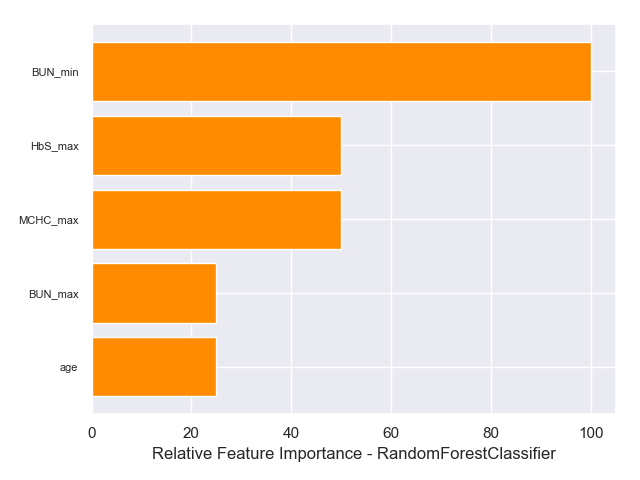 BUN_min
HbS_max
MCHC_max
BUN_max
age
0 20 40 60 80 100
Relative Feature Importance - RandomForestClassifier